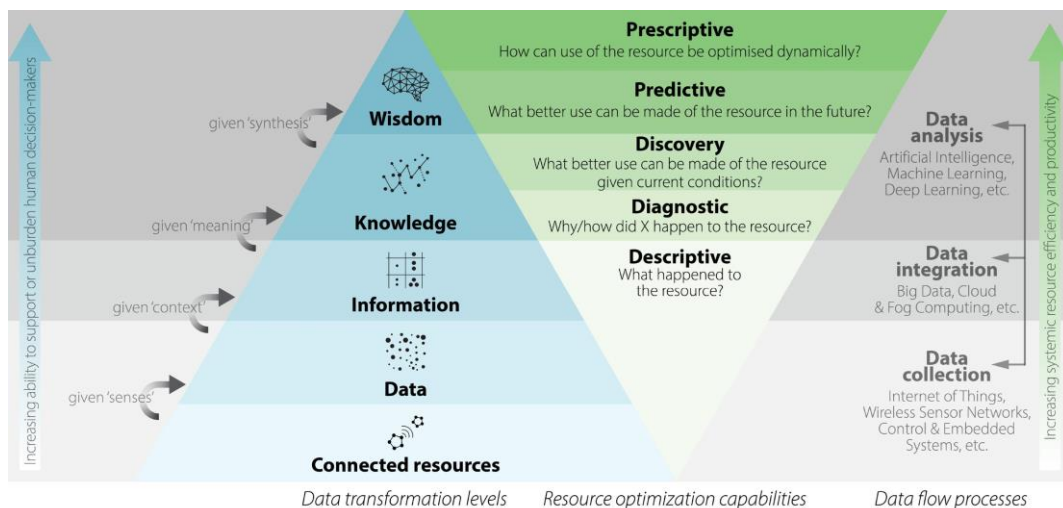 Increasing ability to support or unburden human decision-makers
given 'synthesis'
given 'meaning'
given 'context'
given 'senses'
Wisdom
Knowledge
Information
Data
Connected resources
Prescriptive
How can use of the resource be optimised dynamically?
Predictive
What better use can be made of the resource in the future?
Discovery
What better use can be made of the resource
given current conditions?
Diagnostic
Why/how did X happen to the resource?
Descriptive
What happened to
the resource?
Data
analysis
Artificial Intelligence,
Machine Learning,
Deep Learning, etc.
Data
integration
Big Data, Cloud
& Fog Computing, etc.
Data
collection
Internet of Things,
Wireless Sensor Networks,
Control & Embedded
Systems, etc.
Increasing systemic resource efficiency and productivity
Data transformation levels
Resource optimization capabilities
Data flow processes